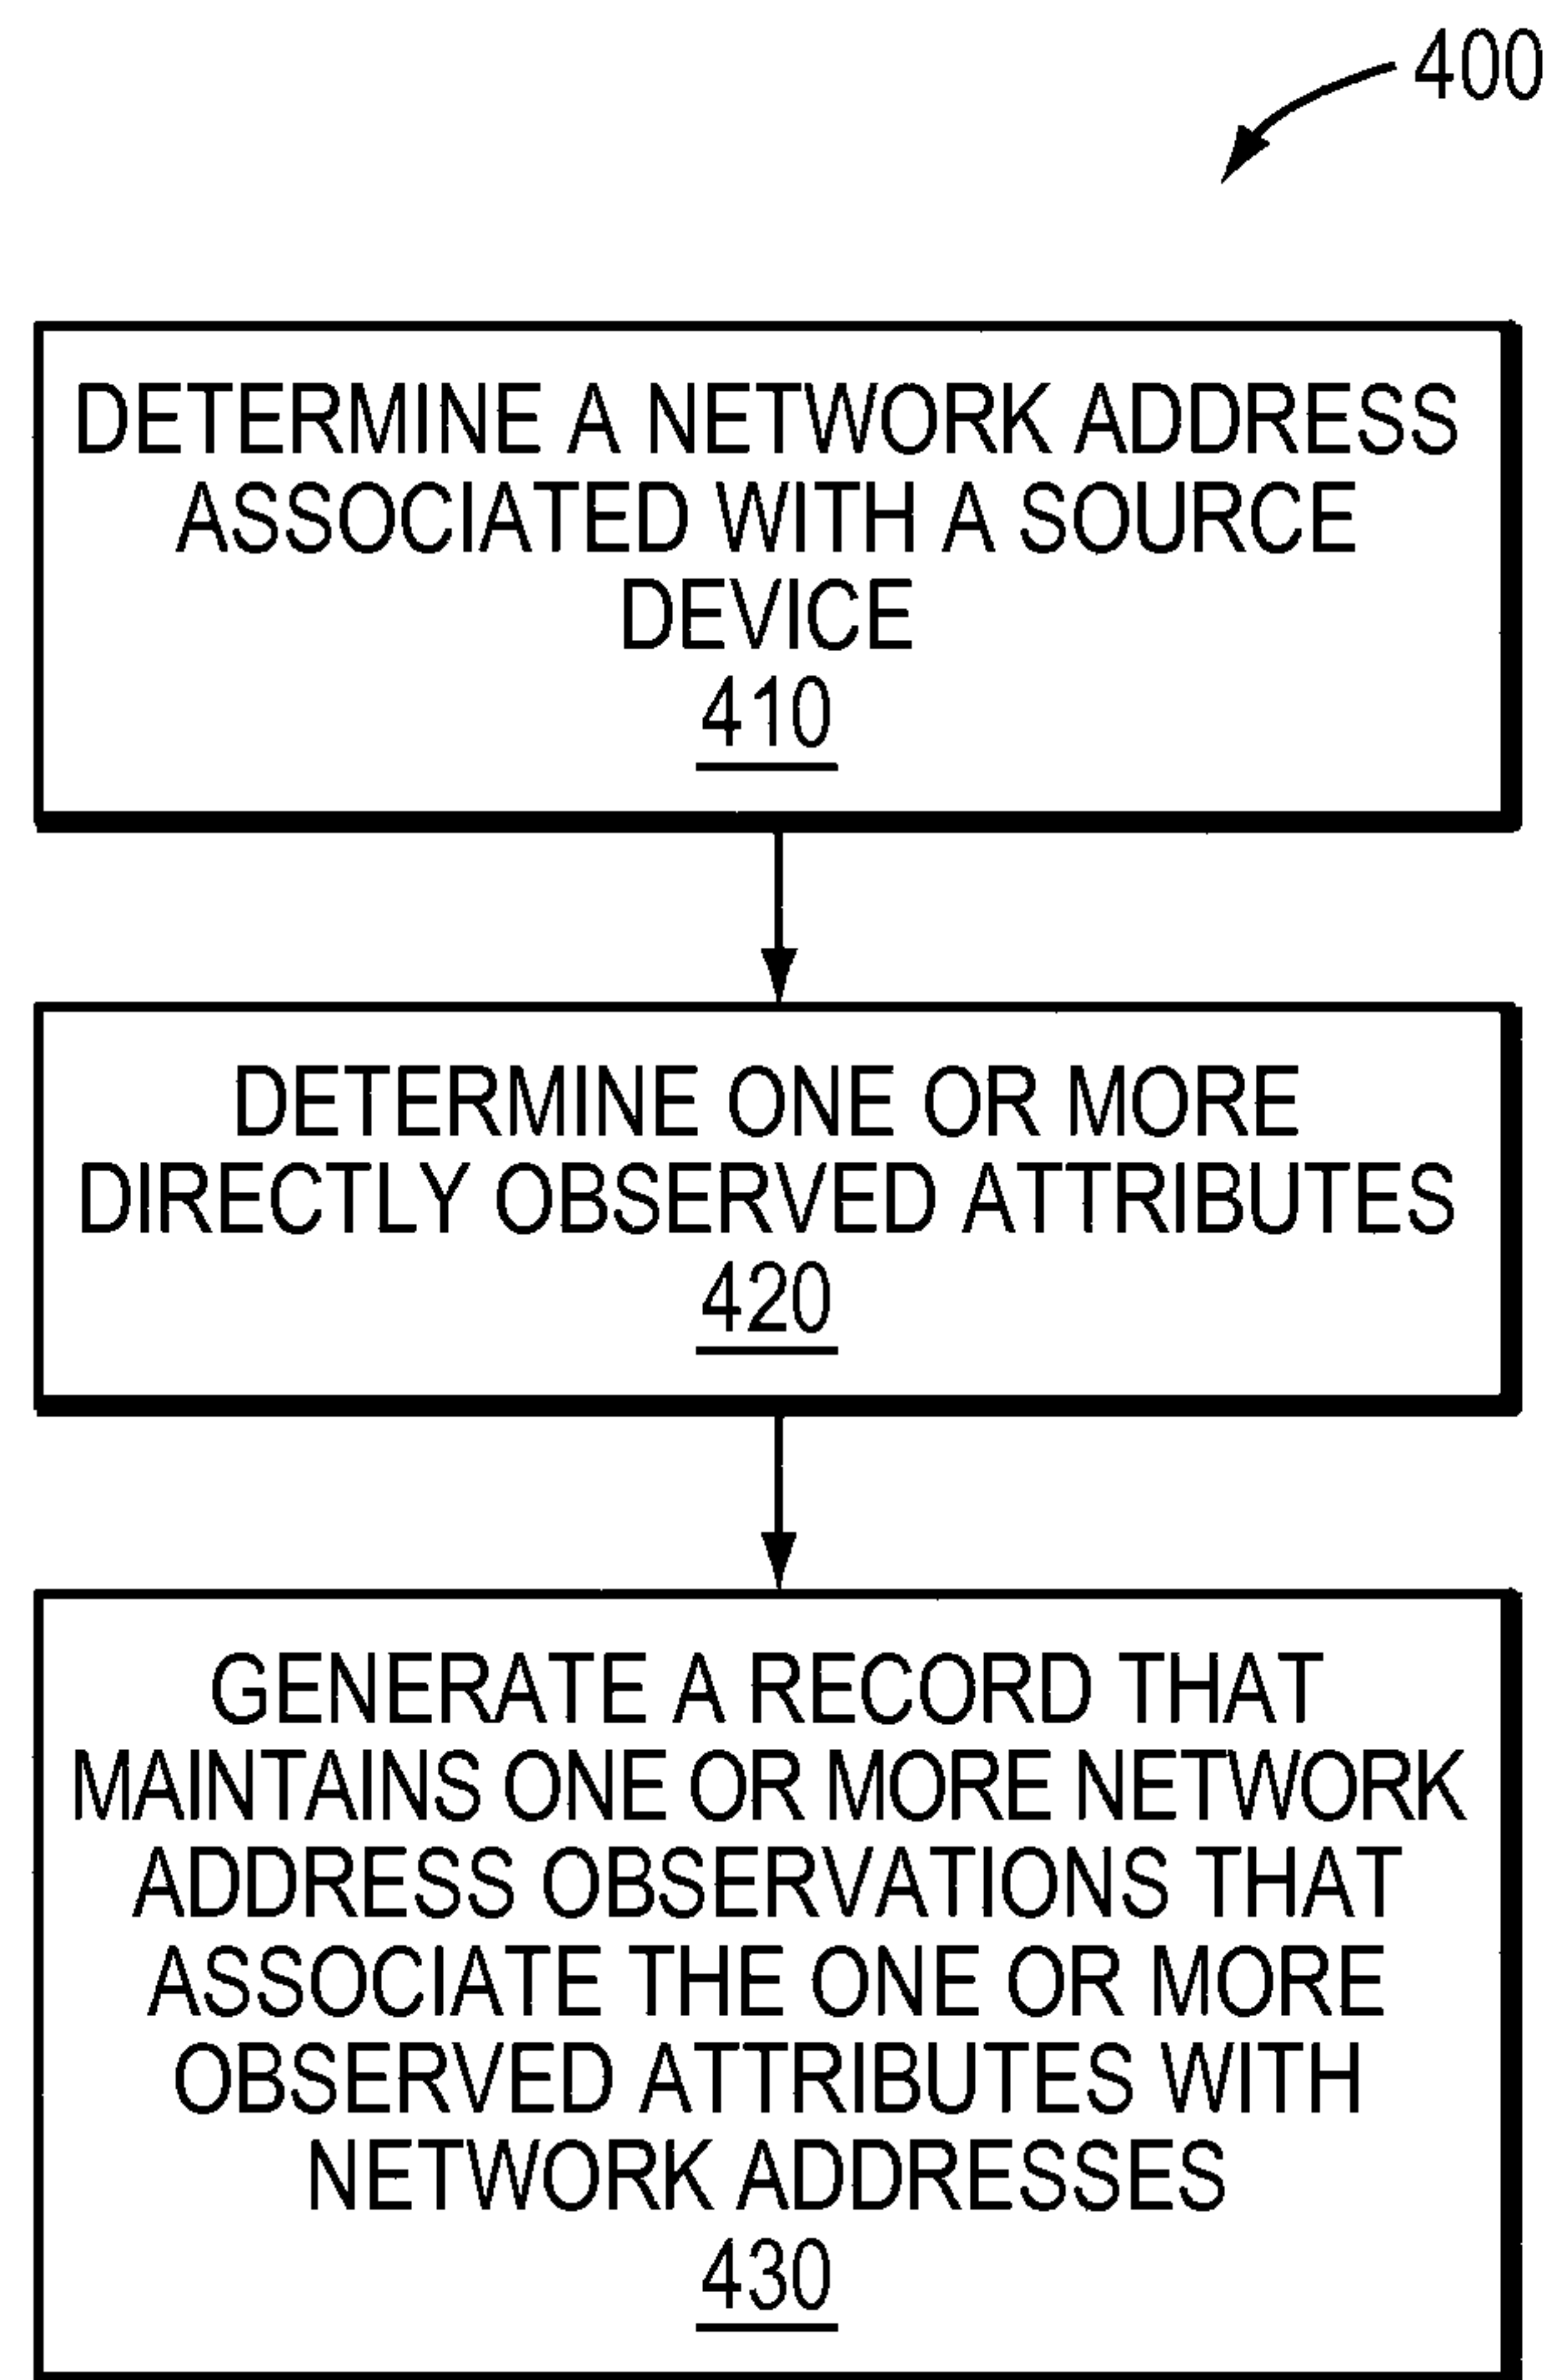 400
DETERMINE A NETWORK ADDRESS
ASSOCIATED WITH A SOURCE
DEVICE
410
DETERMINE ONE OR MORE
DIRECTLY OBSERVED ATTRIBUTES
420
GENERATE A RECORD THAT
MAINTAINS ONE OR MORE NETWORK
ADDRESS OBSERVATIONS THAT
ASSOCIATE THE ONE OR MORE
OBSERVED ATTRIBUTES WITH
NETWORK ADDRESSES
430